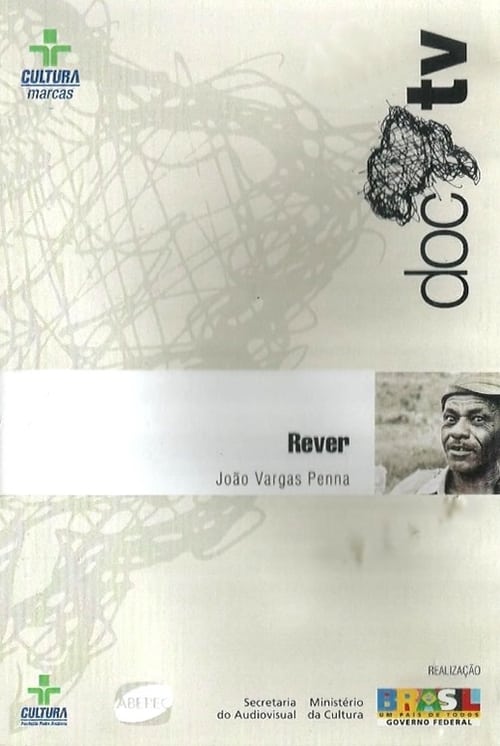 CULTURA
marcas
doc tv
Rever
João Vargas Penna
REALIZAÇÃO
CULTURA
Fundação Padre Anchieta
ABEPEC
Secretaria
do Audiovisual
Ministério
da Cultura
BRASIL
UM PAÍS DE TODOS
GOVERNO FEDERAL